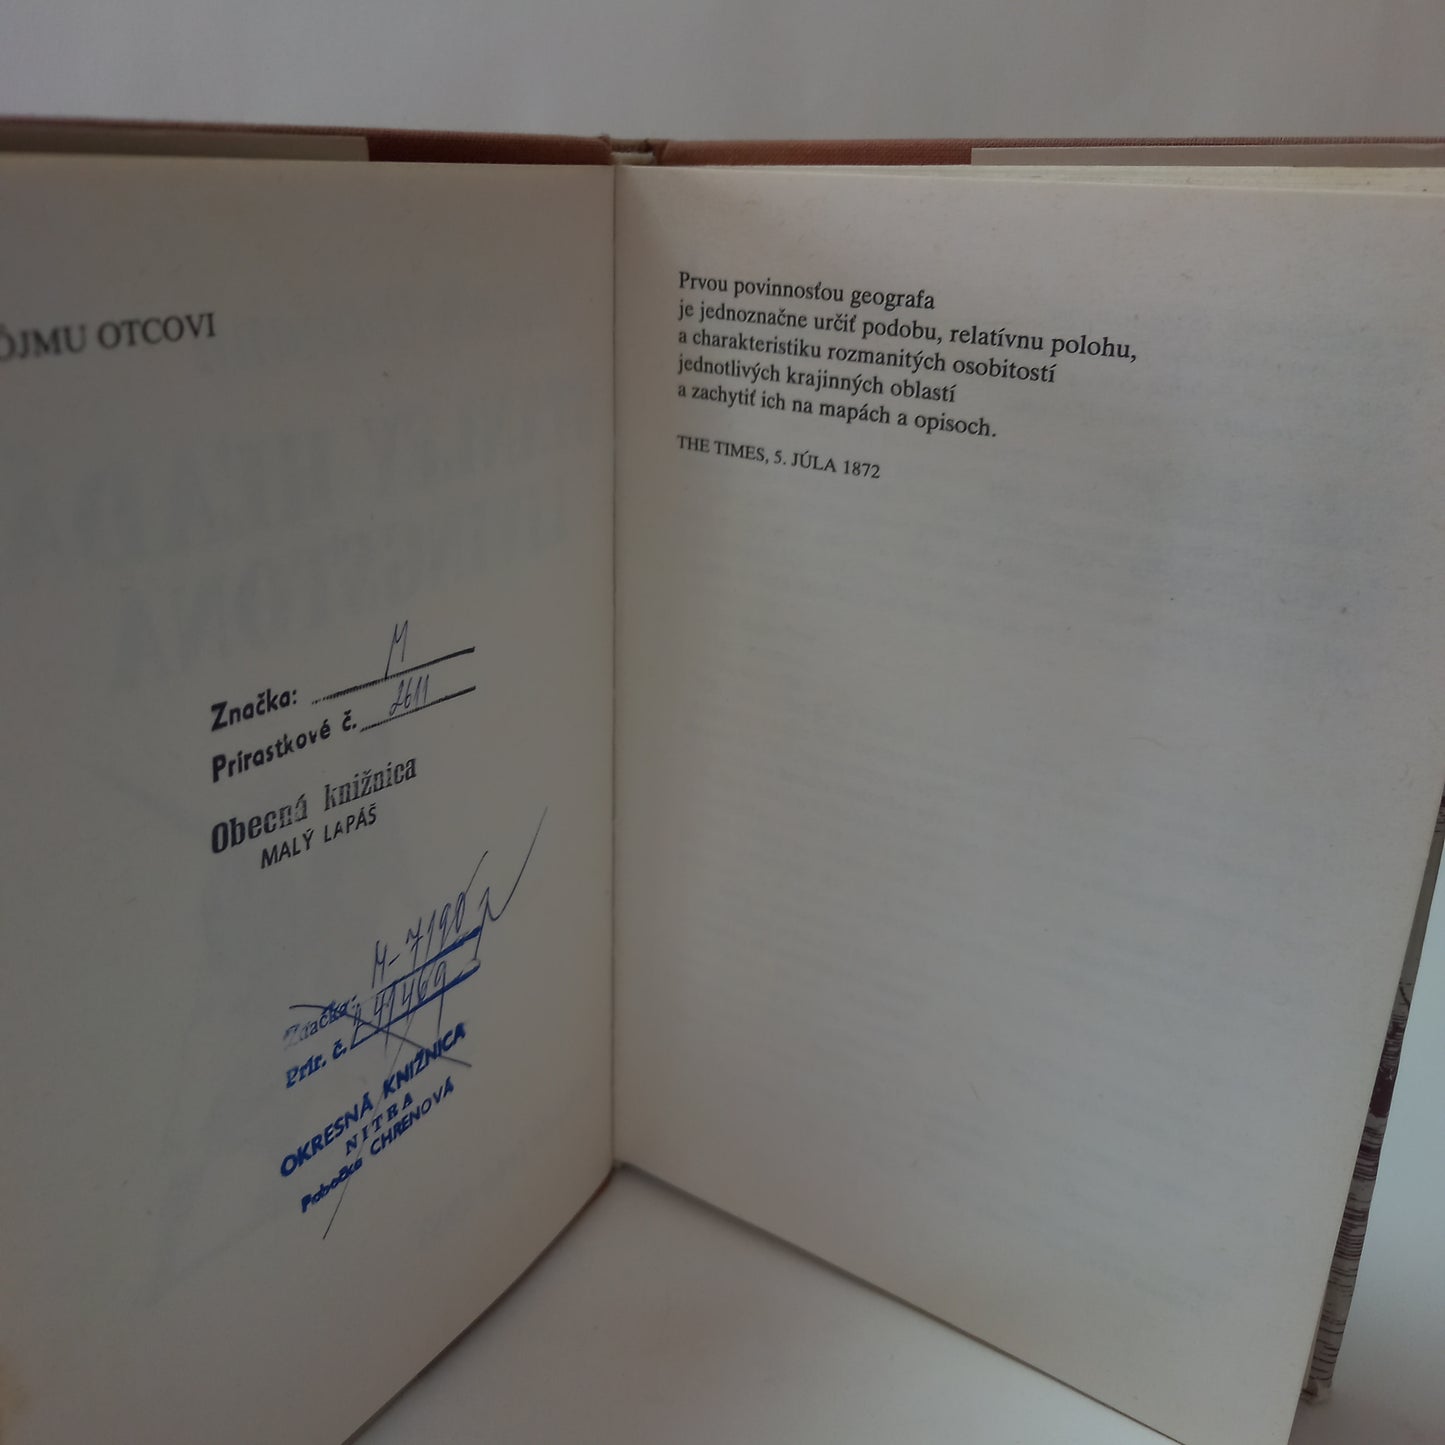 ÔJMU OTCOVI
Značka: M
Prírastkové č. 2611
Obecná knižnica
MALÝ LAPÁŠ
Značka: M-7190
Prír. č. 41469
OKRESNÁ KNIŽNICA
NITRA
Pobočka CHRENOVÁ
Prvou povinnosťou geografa
je jednoznačne určiť podobu, relatívnu polohu,
a charakteristiku rozmanitých osobitostí
jednotlivých krajinných oblastí
a zachytiť ich na mapách a opisoch.
THE TIMES, 5. JÚLA 1872